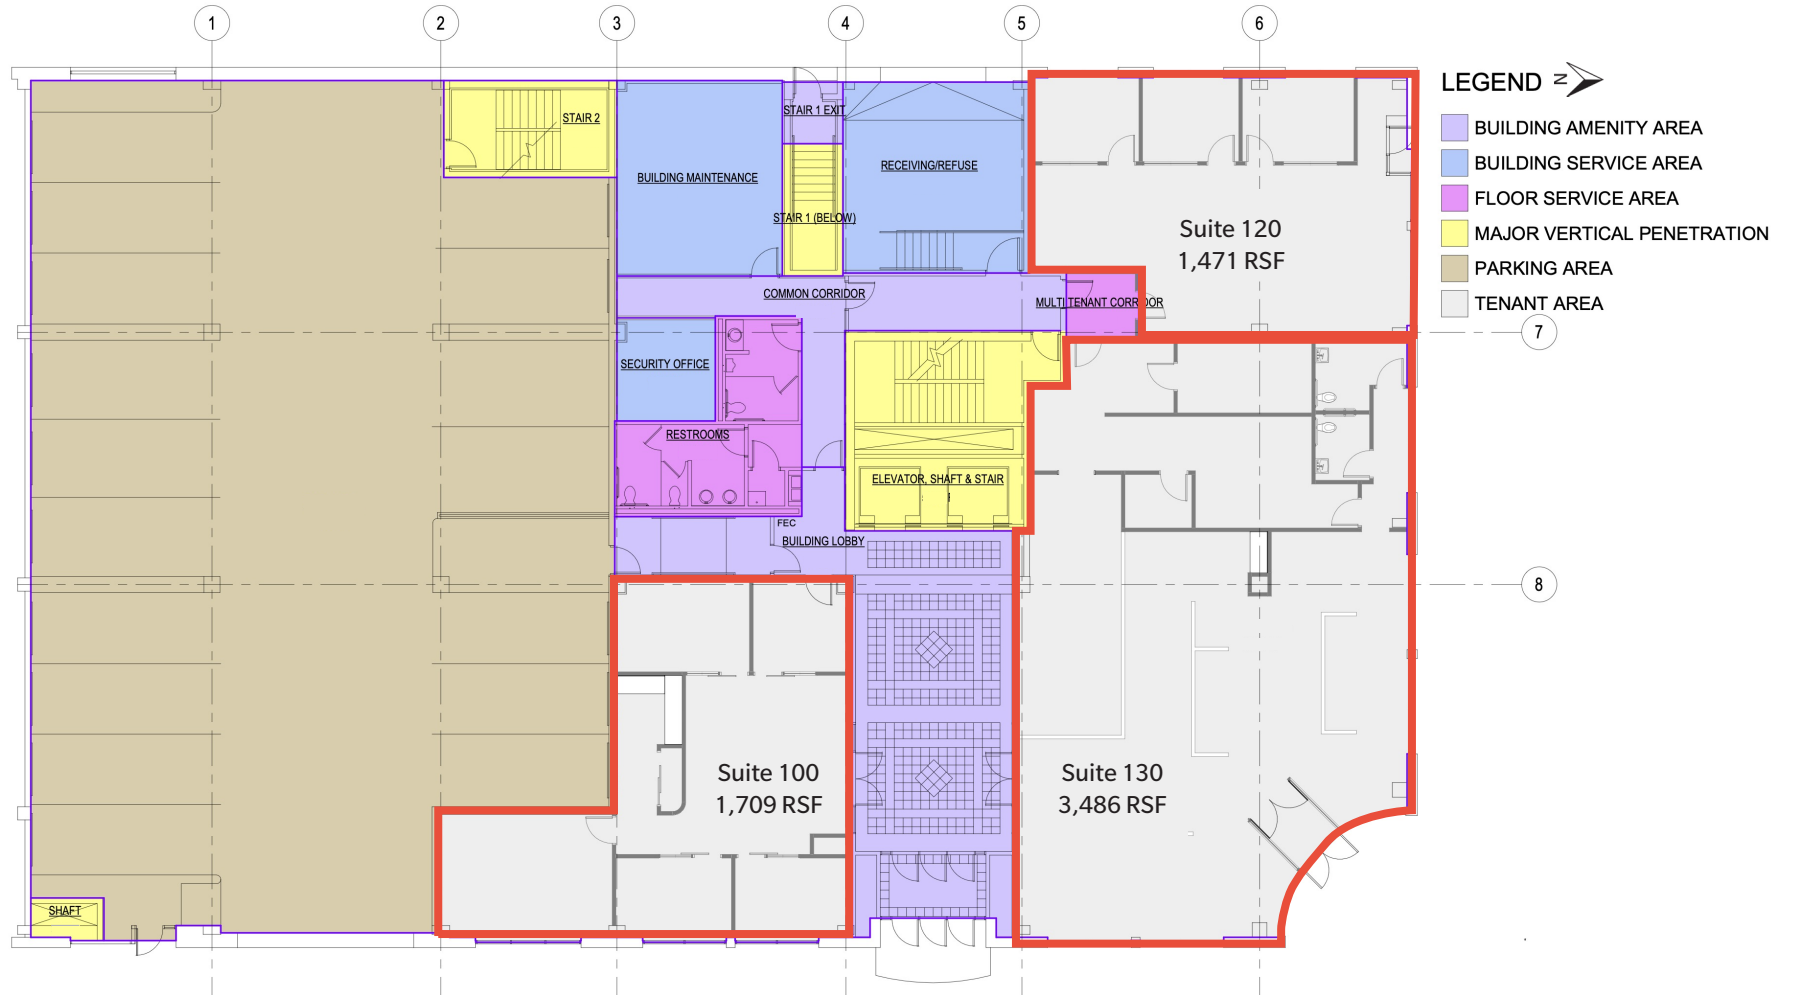 1 2 3 4 5 6
LEGEND N
BUILDING AMENITY AREA
BUILDING SERVICE AREA
FLOOR SERVICE AREA
MAJOR VERTICAL PENETRATION
PARKING AREA
TENANT AREA
STAIR 1 EXIT
STAIR 2
BUILDING MAINTENANCE
RECEIVING/REFUSE
STAIR 1 (BELOW)
Suite 120
1,471 RSF
COMMON CORRIDOR
MULTI TENANT CORRIDOR
7
SECURITY OFFICE
RESTROOMS
ELEVATOR, SHAFT & STAIR
FEC
BUILDING LOBBY
8
Suite 100
1,709 RSF
Suite 130
3,486 RSF
SHAFT